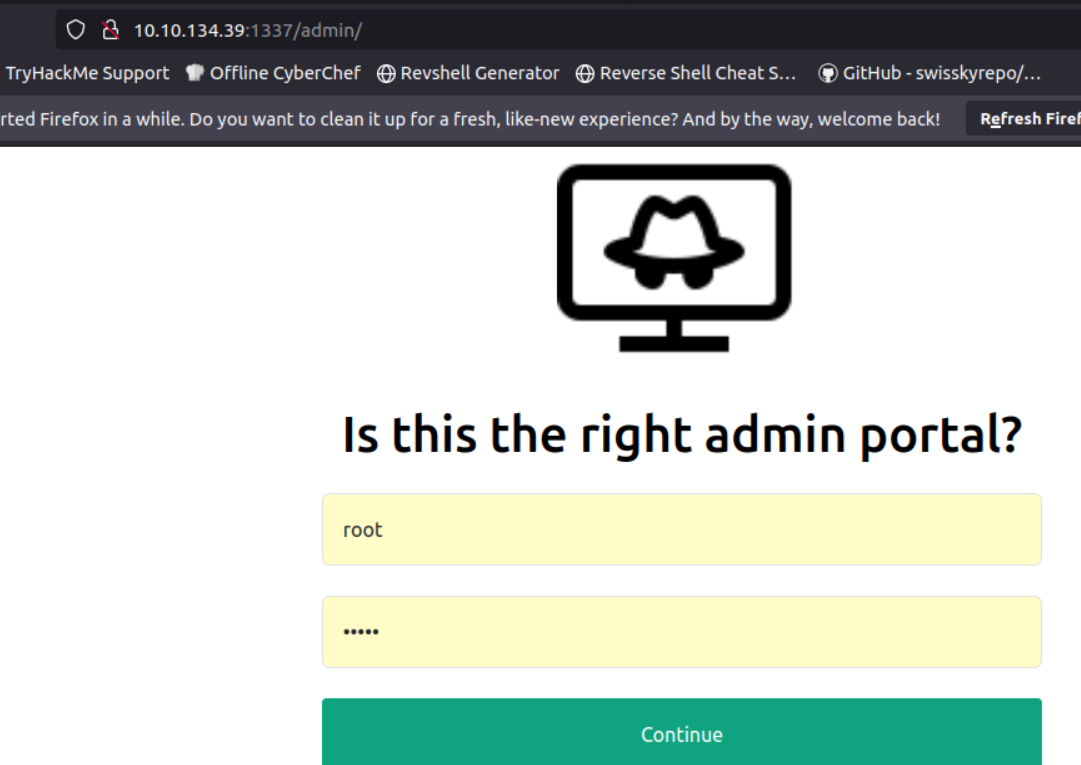 10.10.134.39:1337/admin/
TryHackMe Support Offline CyberChef Revshell Generator Reverse Shell Cheat S… GitHub - swisskyrepo/…
rted Firefox in a while. Do you want to clean it up for a fresh, like-new experience? And by the way, welcome back! Refresh Firef
Is this the right admin portal?
root
•••••
Continue